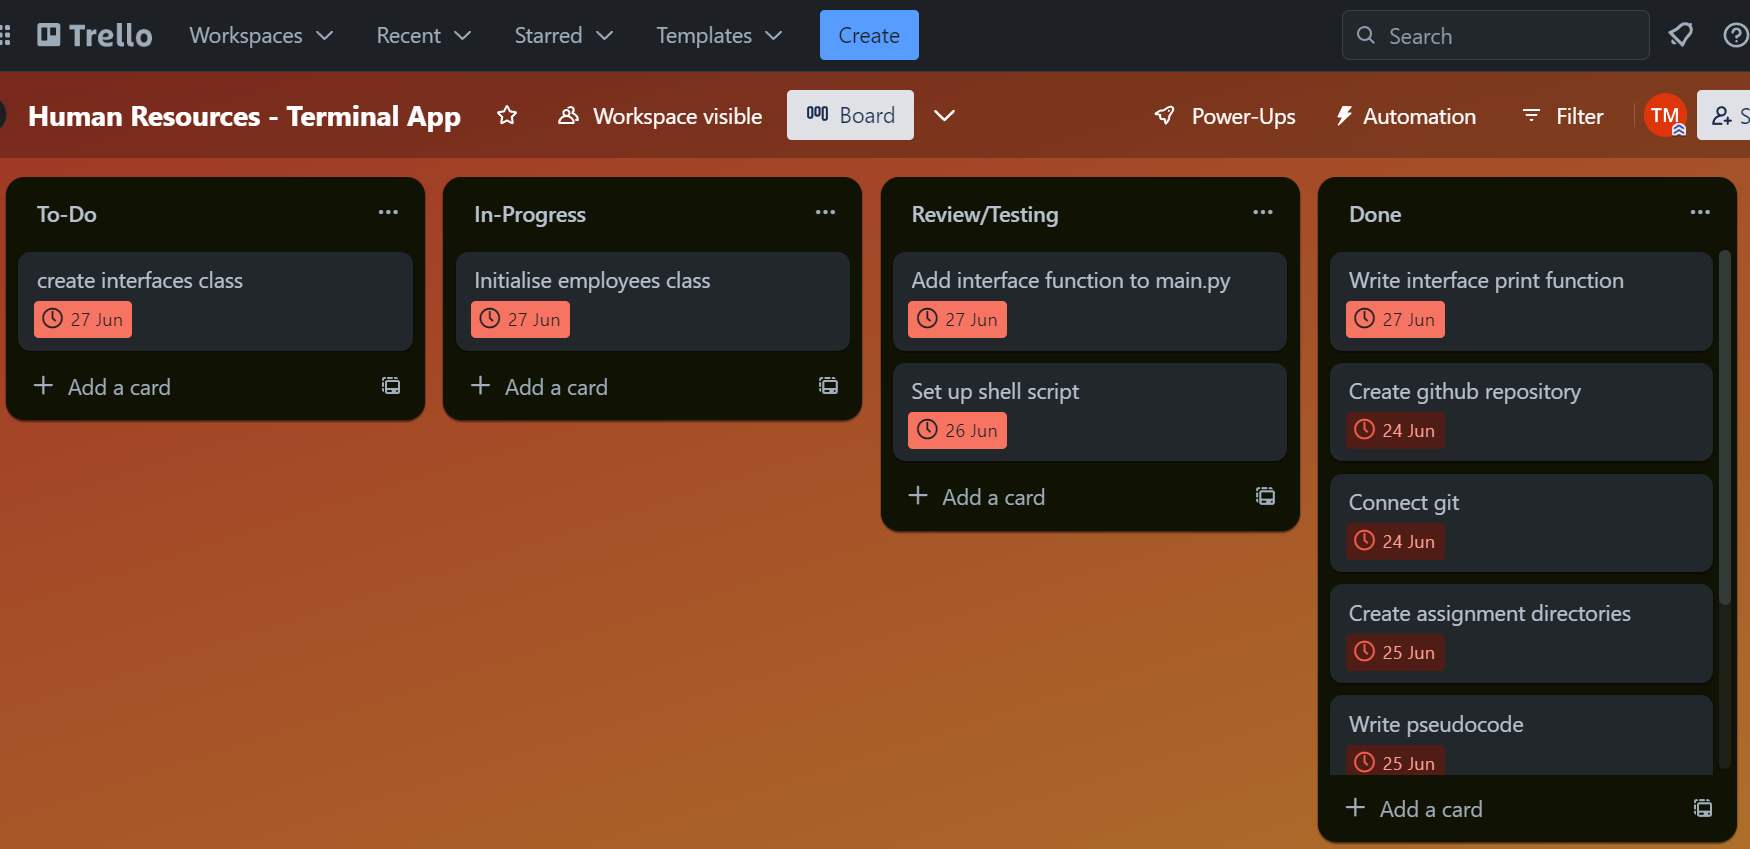 Trello Workspaces Recent Starred Templates Create Search
Human Resources - Terminal App Workspace visible Board Power-Ups Automation Filter TM S
To-Do
create interfaces class
27 Jun
Add a card
In-Progress
Initialise employees class
27 Jun
Add a card
Review/Testing
Add interface function to main.py
27 Jun
Set up shell script
26 Jun
Add a card
Done
Write interface print function
27 Jun
Create github repository
24 Jun
Connect git
24 Jun
Create assignment directories
25 Jun
Write pseudocode
25 Jun
Add a card